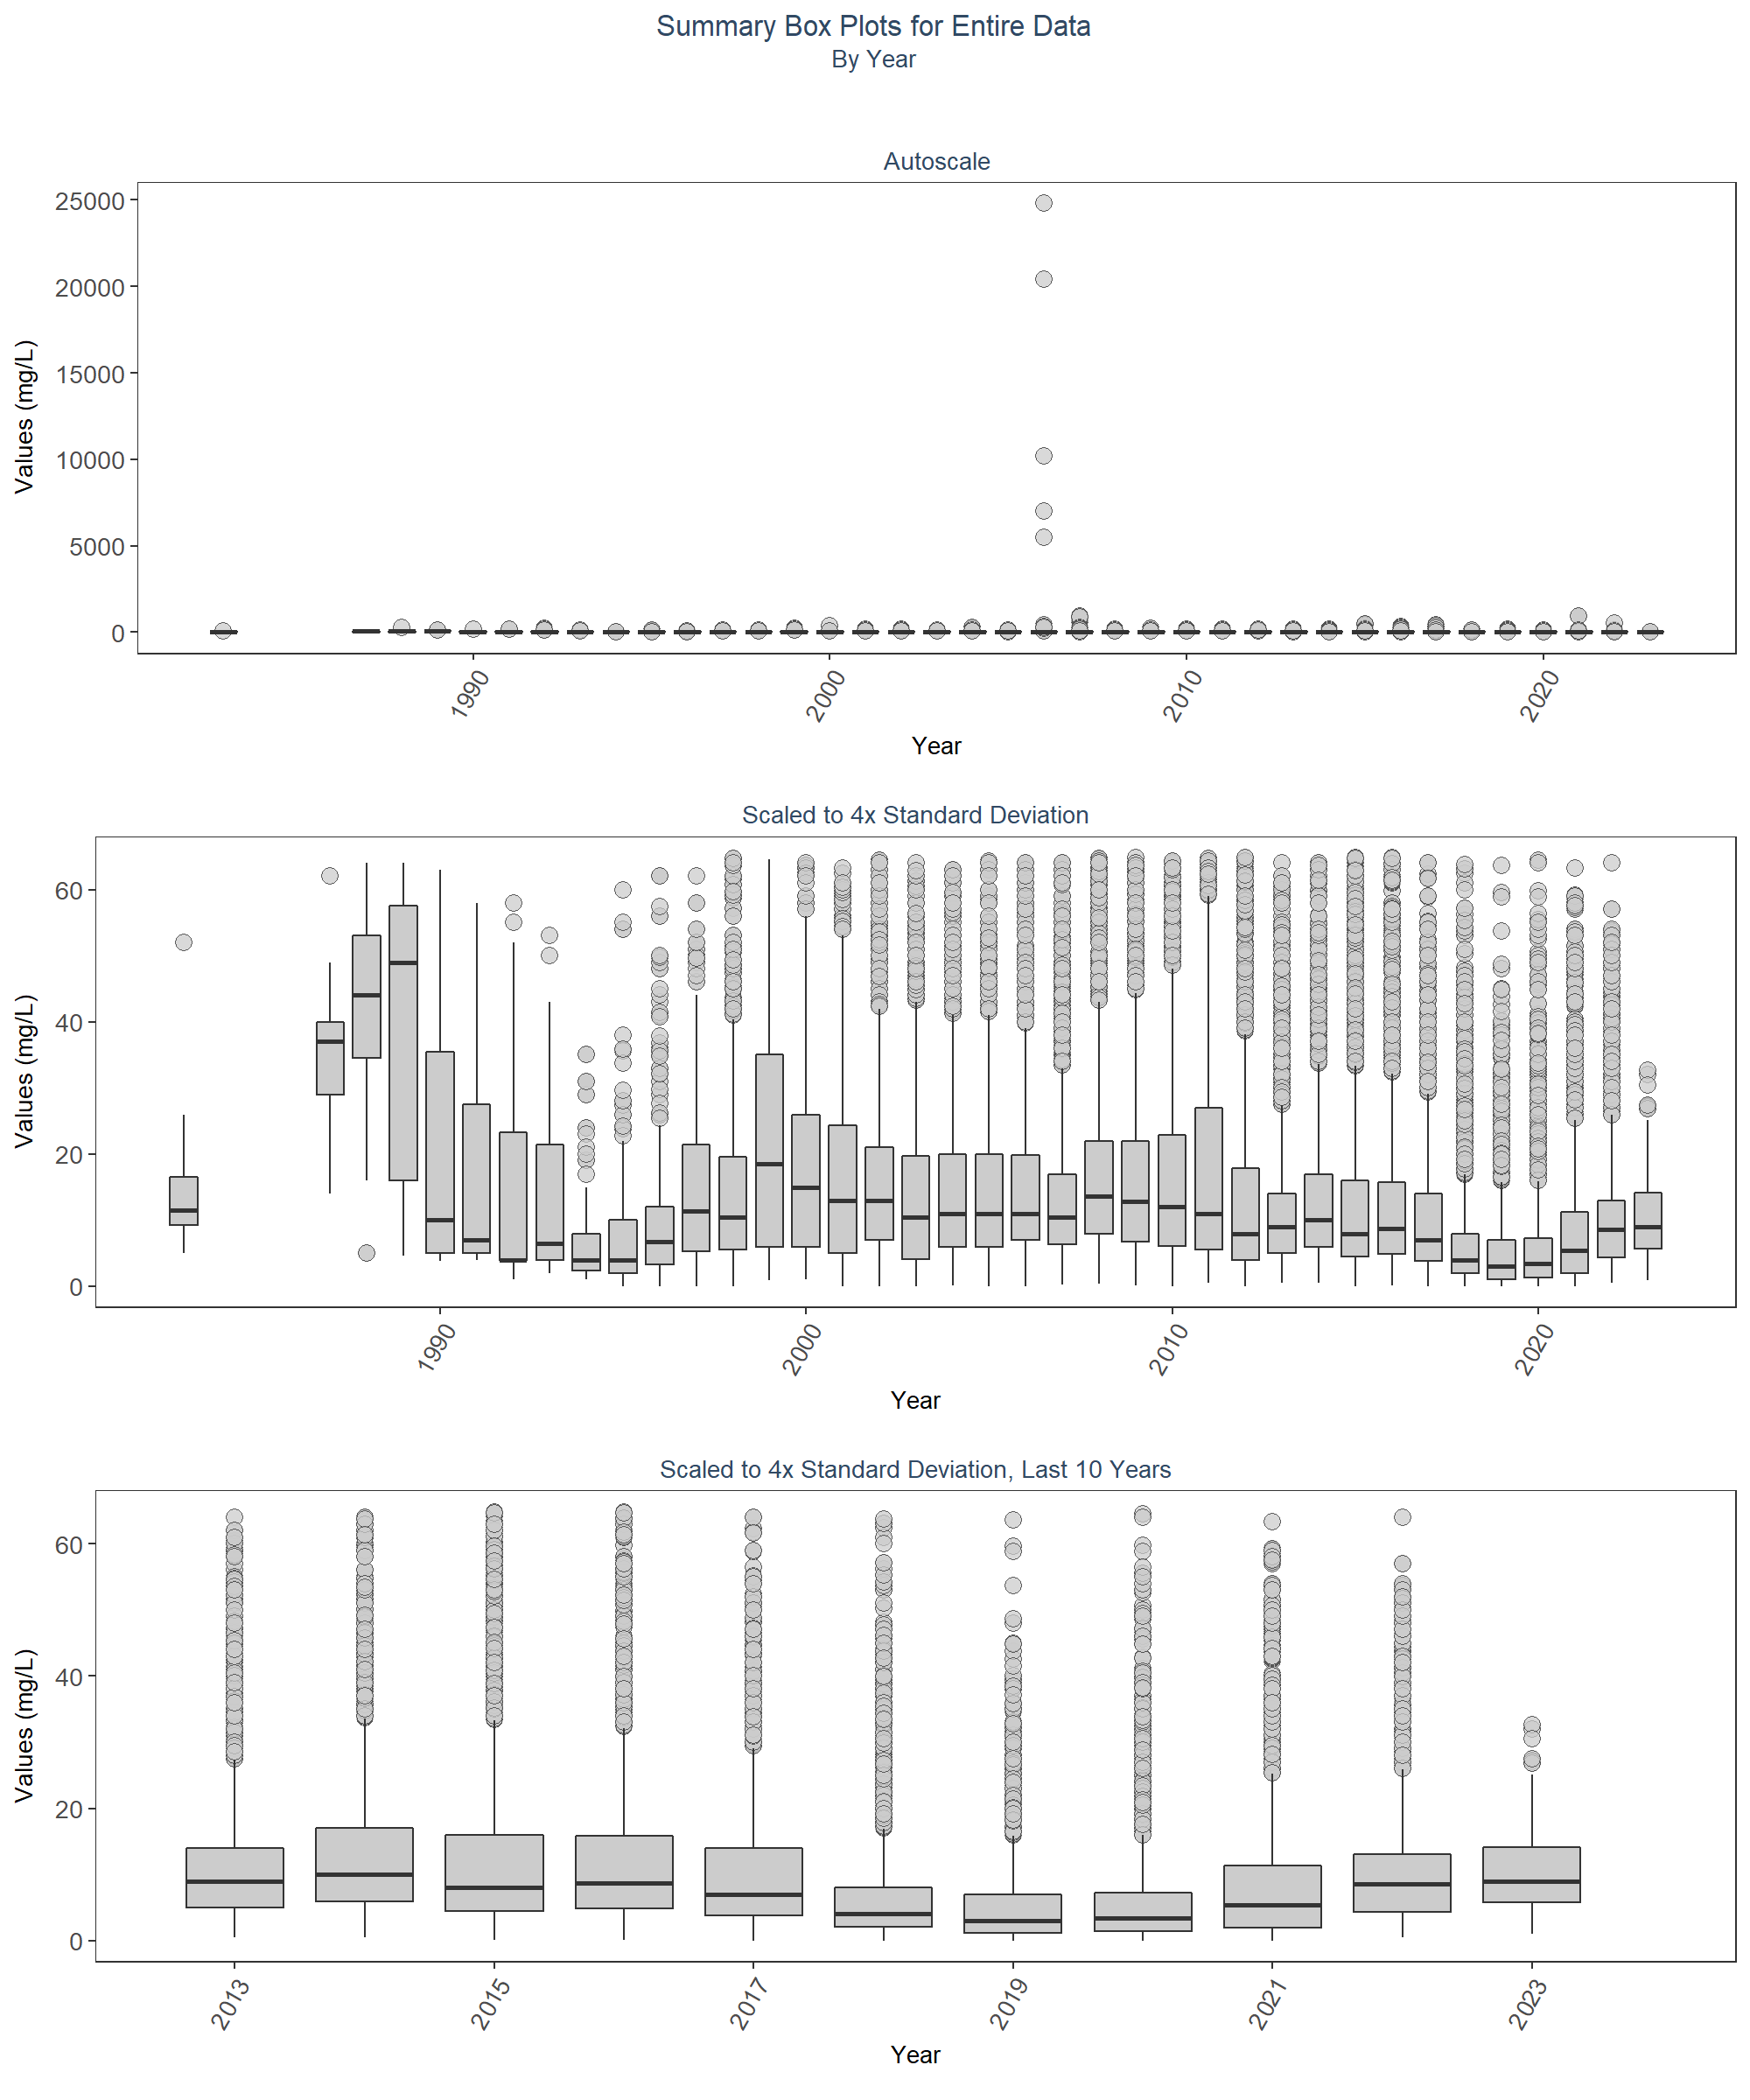 Summary Box Plots for Entire Data
By Year
Autoscale
25000
20000
15000
10000
5000
0
Values (mg/L)
1990
2000
2010
2020
Year
Scaled to 4x Standard Deviation
60
40
20
0
Values (mg/L)
1990
2000
2010
2020
Year
Scaled to 4x Standard Deviation, Last 10 Years
60
40
20
0
Values (mg/L)
2013
2015
2017
2019
2021
2023
Year